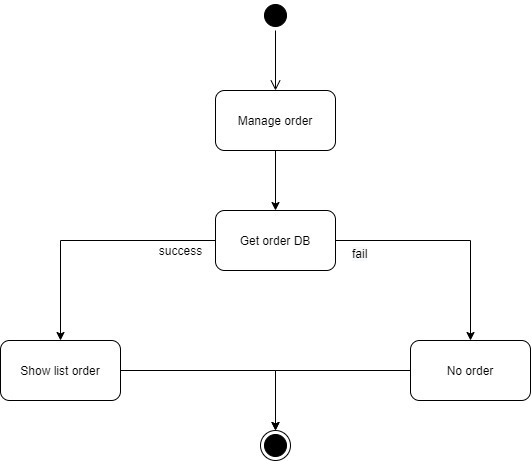 Manage order
Get order DB
success
fail
Show list order
No order